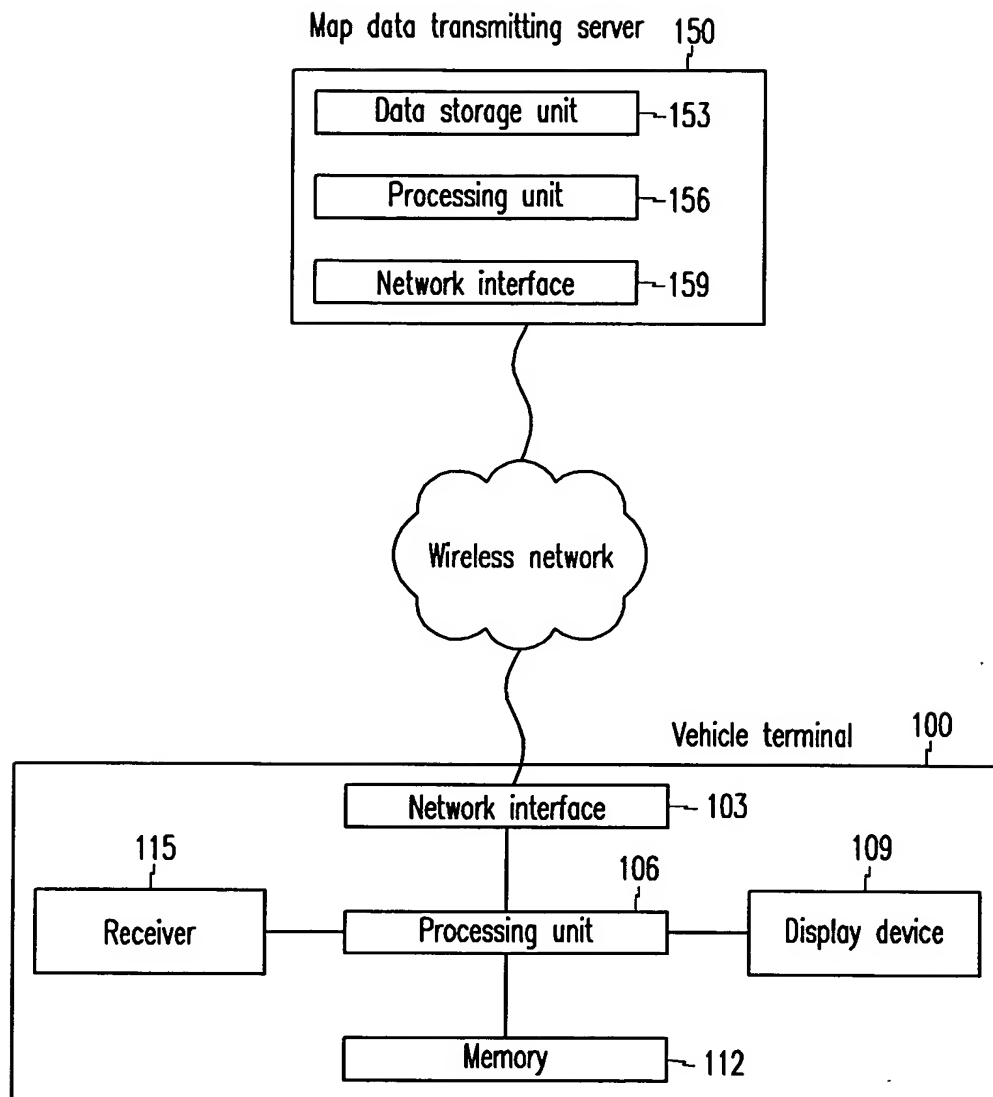 Map data transmitting server 150
Data storage unit 153
Processing unit 156
Network interface 159
Wireless network
Vehicle terminal 100
Network interface 103
115 106 109
Receiver Processing unit Display device
Memory 112